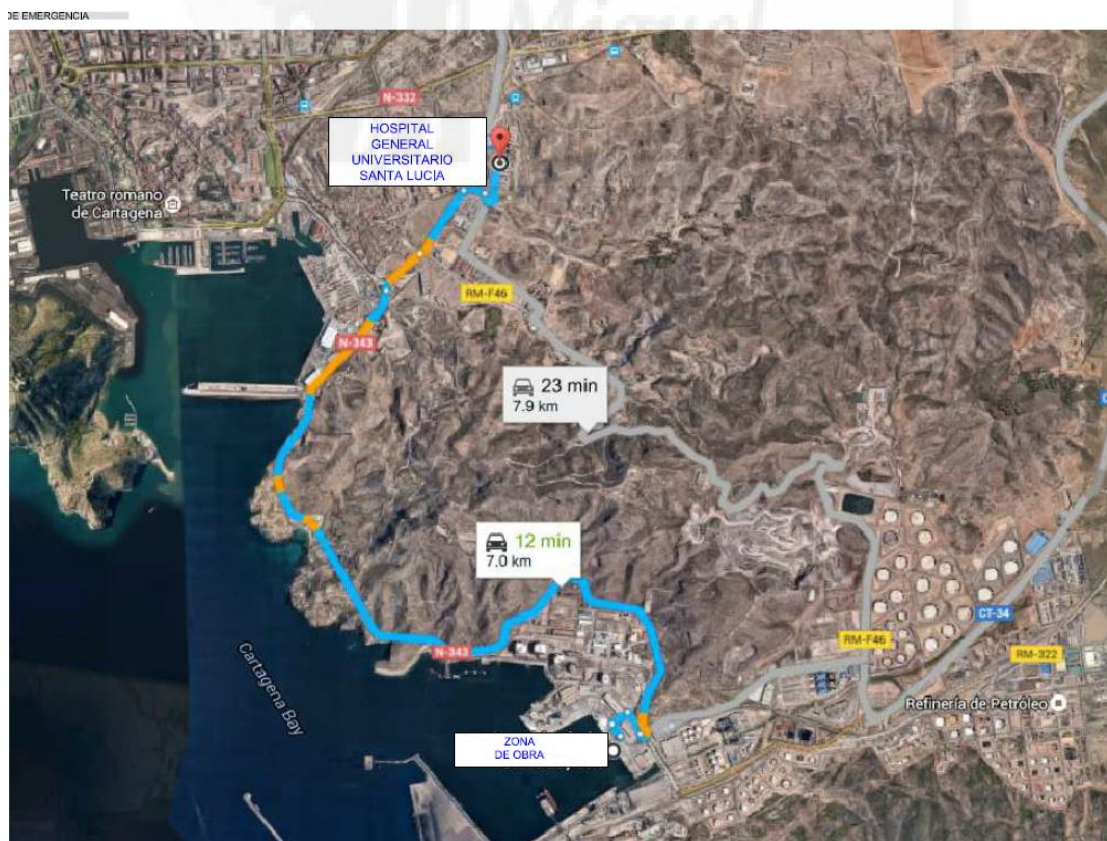 DE EMERGENCIA
N-332
HOSPITAL
GENERAL
UNIVERSITARIO
SANTA LUCIA
Teatro romano
de Cartagena
RM-F46
N-343
23 min
7.9 km
12 min
7.0 km
CT-34
N-343
RM-F46
RM-322
Cartagena Bay
Refinería de Petróleo
ZONA
DE OBRA